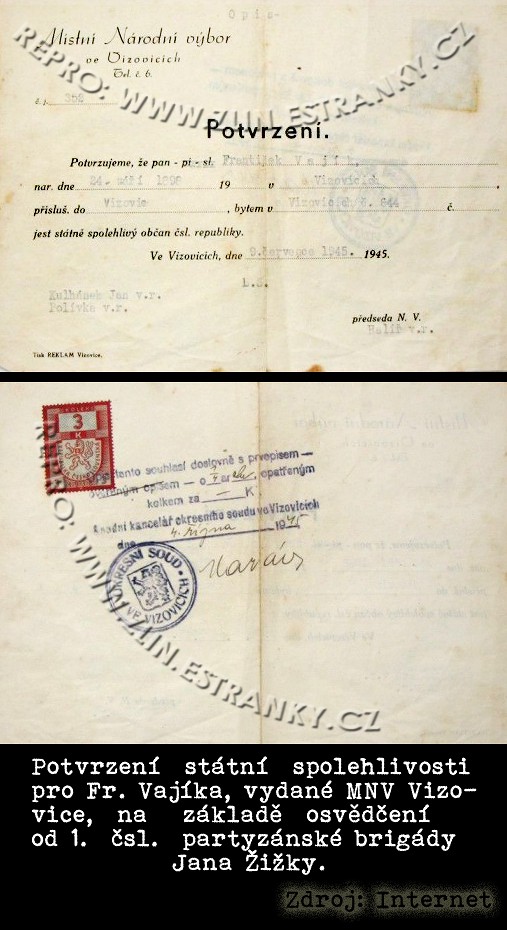 Opis
Místní Národní výbor
ve Vizovicích
Tel. č. 6.
č. j. 352
Potvrzení.
Potvrzujeme, že pan - pí - sl. František Vajík,
nar. dne 24. září 1898 19 v Vizovicích,
přísluš. do Vizovic, bytem v Vizovicích č. 644 č.
jest státně spolehlivý občan čsl. republiky.
Ve Vizovicích, dne 9. července 1945. 1945.
L.S.
Kulhánek Jan v.r.
Polívka v.r.
předseda N. V.
Halíř v.r.
Tisk REKLAM Vizovice.
REPRO: WWW.ZLIN.ESTRANKY.CZ
KOLEK
3
K
tento souhlasí doslovně s prvopisem —
opisem — o archu, opatřeným
kolkem za — K
kancelář okresního soudu ve Vizovicích
dne 4. října 1945
OKRESNÍ SOUD
VE VIZOVICÍCH
REPRO: WWW.ZLIN.ESTRANKY.CZ
Potvrzení státní spolehlivosti
pro Fr. Vajíka, vydané MNV Vizo-
vice, na základě osvědčení
od 1. čsl. partyzánské brigády
Jana Žižky.
Zdroj: Internet